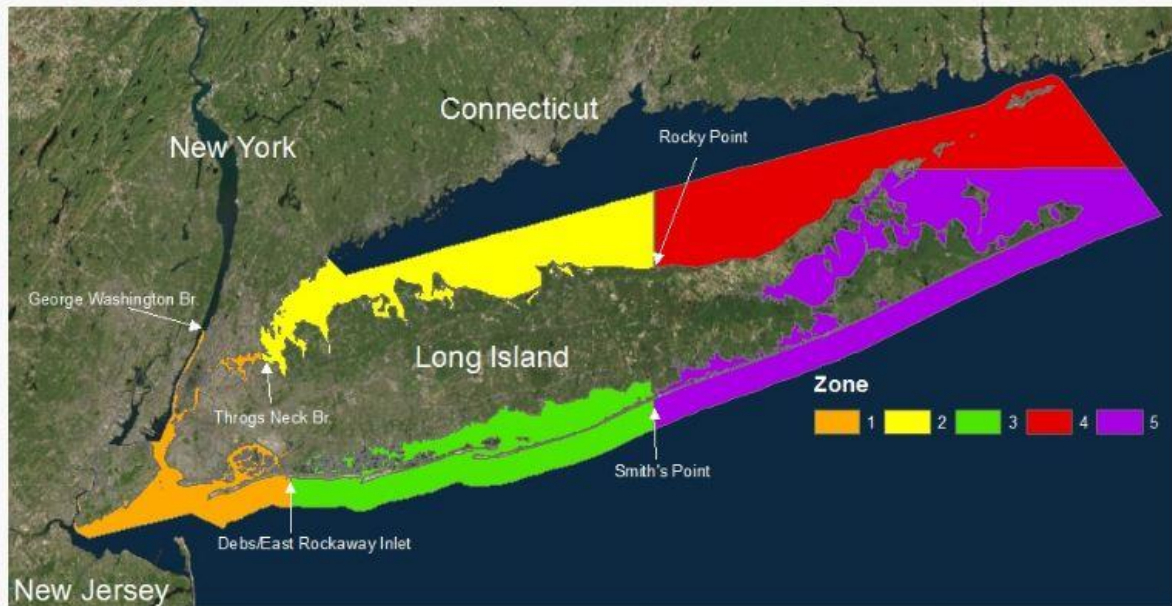 Connecticut
New York
Rocky Point
George Washington Br.
Long Island
Throgs Neck Br.
Zone
1 2 3 4 5
Smith's Point
Debs/East Rockaway Inlet
New Jersey